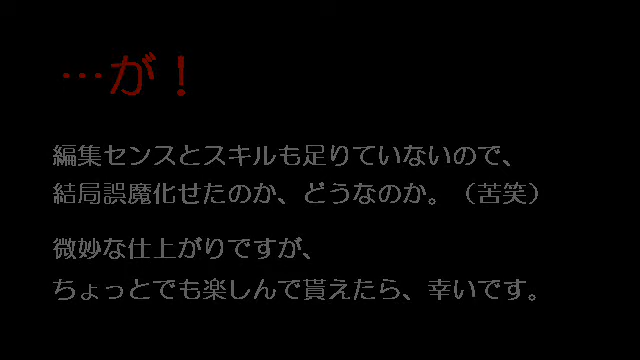 …が！
編集センスとスキルも足りていないので、
結局誤魔化せたのか、どうなのか。（苦笑）
微妙な仕上がりですが、
ちょっとでも楽しんで貰えたら、幸いです。